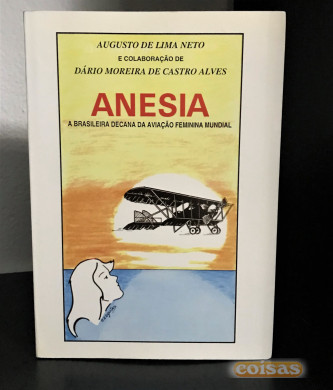 AUGUSTO DE LIMA NETO
E COLABORAÇÃO DE
DÁRIO MOREIRA DE CASTRO ALVES
ANESIA
A BRASILEIRA DECANA DA AVIAÇÃO FEMININA MUNDIAL
coisas